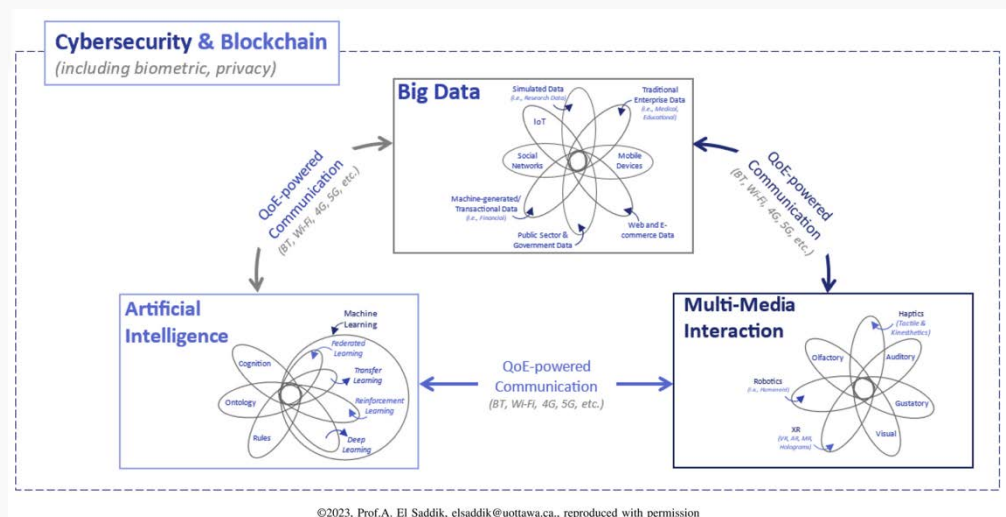 Cybersecurity & Blockchain
(including biometric, privacy)
Big Data
Simulated Data
(i.e., Research Data)
Traditional
Enterprise Data
(i.e., Medical,
Educational)
IoT
Social
Networks
Mobile
Devices
Machine-generated/
Transactional Data
(i.e., Financial)
Web and E-
commerce Data
Public Sector &
Government Data
QoE-powered
Communication
(BT, Wi-Fi, 4G, 5G, etc.)
QoE-powered
Communication
(BT, Wi-Fi, 4G, 5G, etc.)
Artificial
Intelligence
Machine
Learning
Federated
Learning
Cognition
Transfer
Learning
Ontology
Reinforcement
Learning
Rules
Deep
Learning
QoE-powered
Communication
(BT, Wi-Fi, 4G, 5G, etc.)
Multi-Media
Interaction
Haptics
(Tactile &
Kinesthetics)
Olfactory
Auditory
Robotics
(i.e., Humanoid)
Gustatory
XR
(VR, AR, MR,
Holograms)
Visual
©2023, Prof.A. El Saddik, elsaddik@uottawa.ca., reproduced with permission